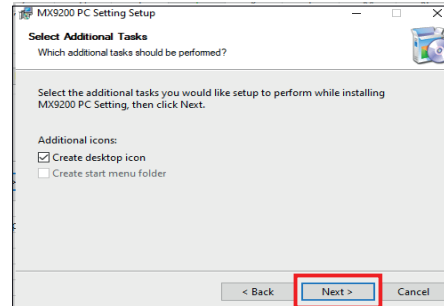 MX9200 PC Setting Setup
Select Additional Tasks
Which additional tasks should be performed?
Select the additional tasks you would like setup to perform while installing
MX9200 PC Setting, then click Next.
Additional icons:
Create desktop icon
Create start menu folder
< Back Next > Cancel